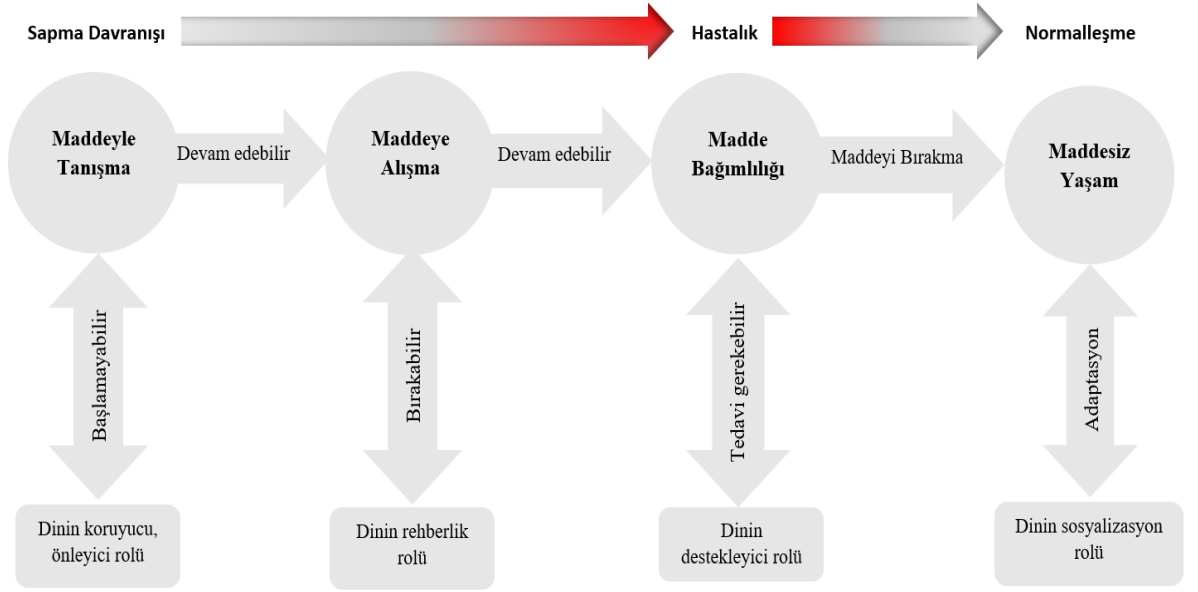 Sapma Davranışı
Hastalık
Normalleşme
Maddeyle
Tanışma
Devam edebilir
Maddeye
Alışma
Devam edebilir
Madde
Bağımlılığı
Maddeyi Bırakma
Maddesiz
Yaşam
Başlamayabilir
Bırakabilir
Tedavi gerekebilir
Adaptasyon
Dinin koruyucu,
önleyici rolü
Dinin rehberlik
rolü
Dinin
destekleyici rolü
Dinin sosyalizasyon
rolü